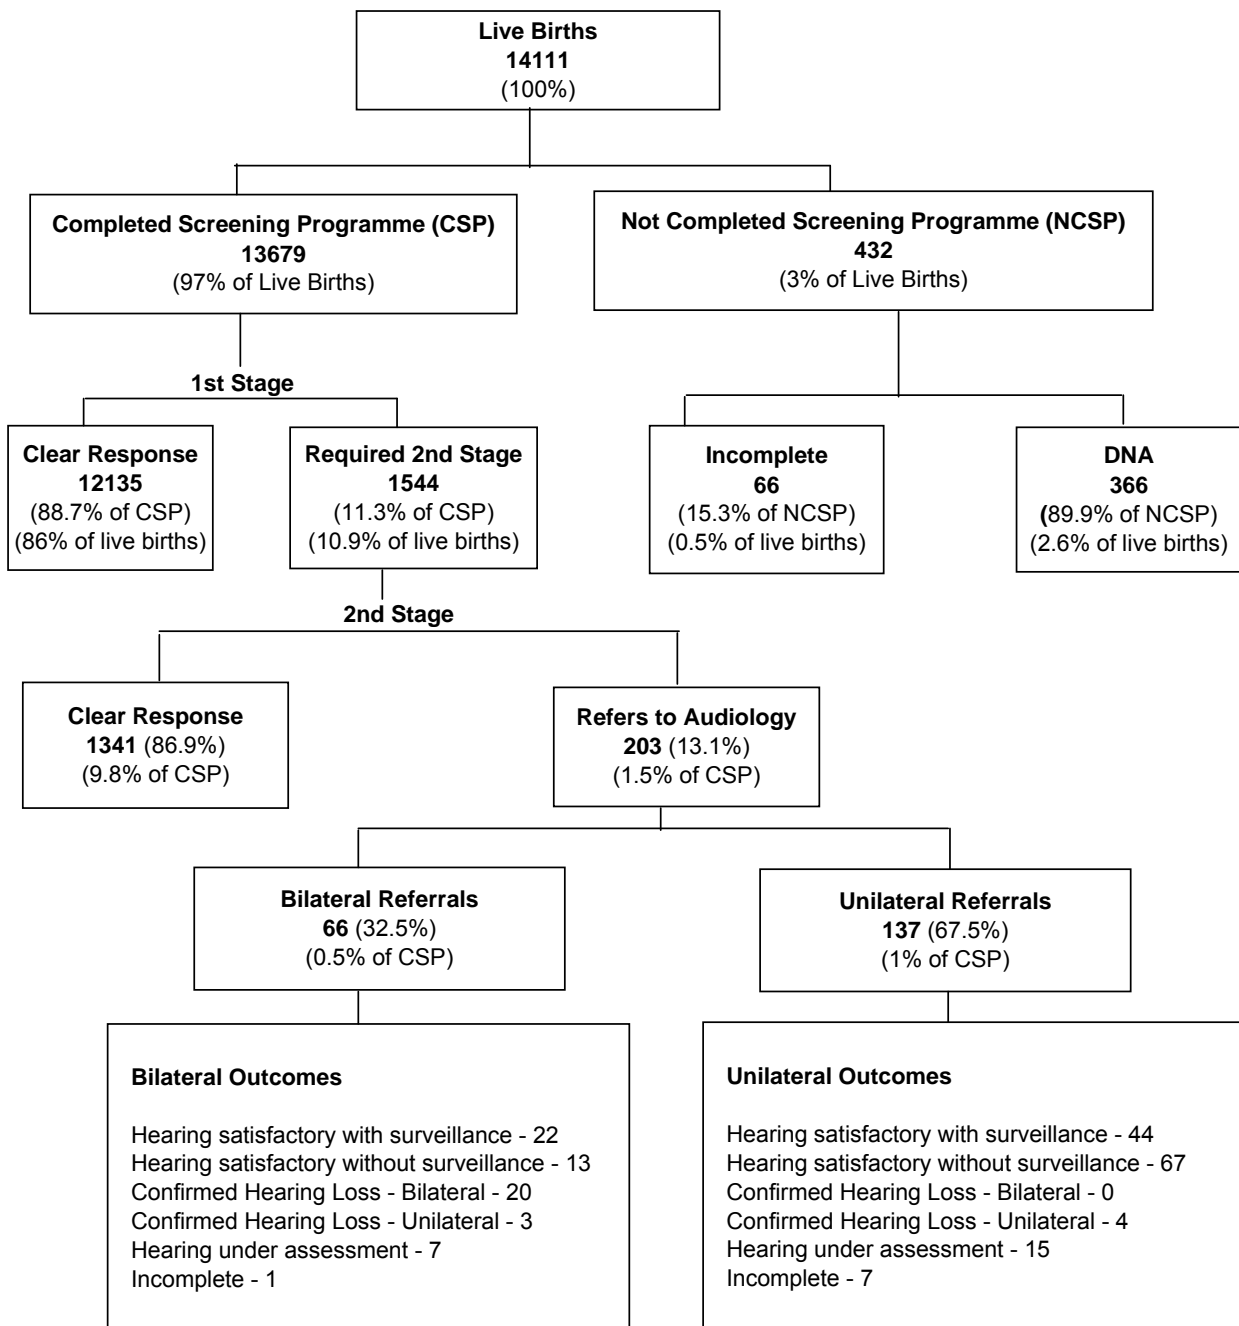 Live Births
14111
(100%)
Completed Screening Programme (CSP)
13679
(97% of Live Births)
Not Completed Screening Programme (NCSP)
432
(3% of Live Births)
1st Stage
Clear Response
12135
(88.7% of CSP)
(86% of live births)
Required 2nd Stage
1544
(11.3% of CSP)
(10.9% of live births)
Incomplete
66
(15.3% of NCSP)
(0.5% of live births)
DNA
366
(89.9% of NCSP)
(2.6% of live births)
2nd Stage
Clear Response
1341 (86.9%)
(9.8% of CSP)
Refers to Audiology
203 (13.1%)
(1.5% of CSP)
Bilateral Referrals
66 (32.5%)
(0.5% of CSP)
Unilateral Referrals
137 (67.5%)
(1% of CSP)
Bilateral Outcomes
Hearing satisfactory with surveillance - 22
Hearing satisfactory without surveillance - 13
Confirmed Hearing Loss - Bilateral - 20
Confirmed Hearing Loss - Unilateral - 3
Hearing under assessment - 7
Incomplete - 1
Unilateral Outcomes
Hearing satisfactory with surveillance - 44
Hearing satisfactory without surveillance - 67
Confirmed Hearing Loss - Bilateral - 0
Confirmed Hearing Loss - Unilateral - 4
Hearing under assessment - 15
Incomplete - 7